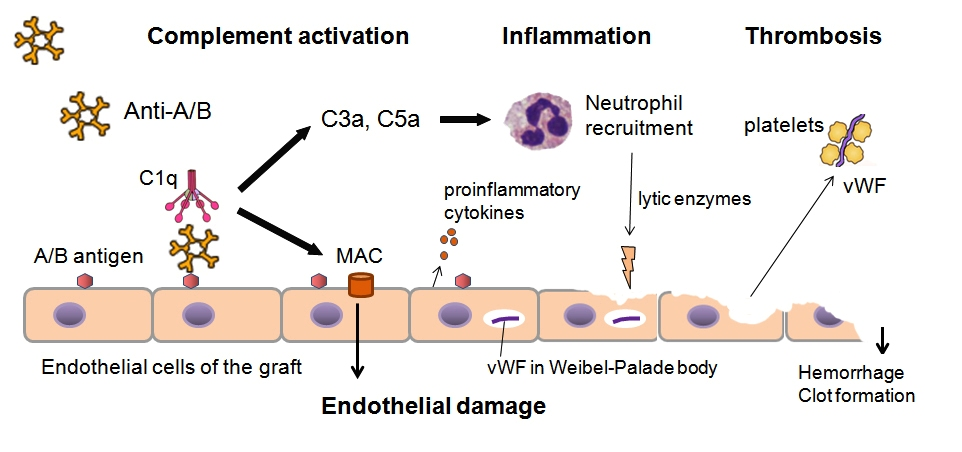 Complement activation
Inflammation
Thrombosis
Anti-A/B
C3a, C5a
Neutrophil
recruitment
platelets
vWF
C1q
proinflammatory
cytokines
lytic enzymes
A/B antigen
MAC
Endothelial cells of the graft
vWF in Weibel-Palade body
Hemorrhage
Clot formation
Endothelial damage